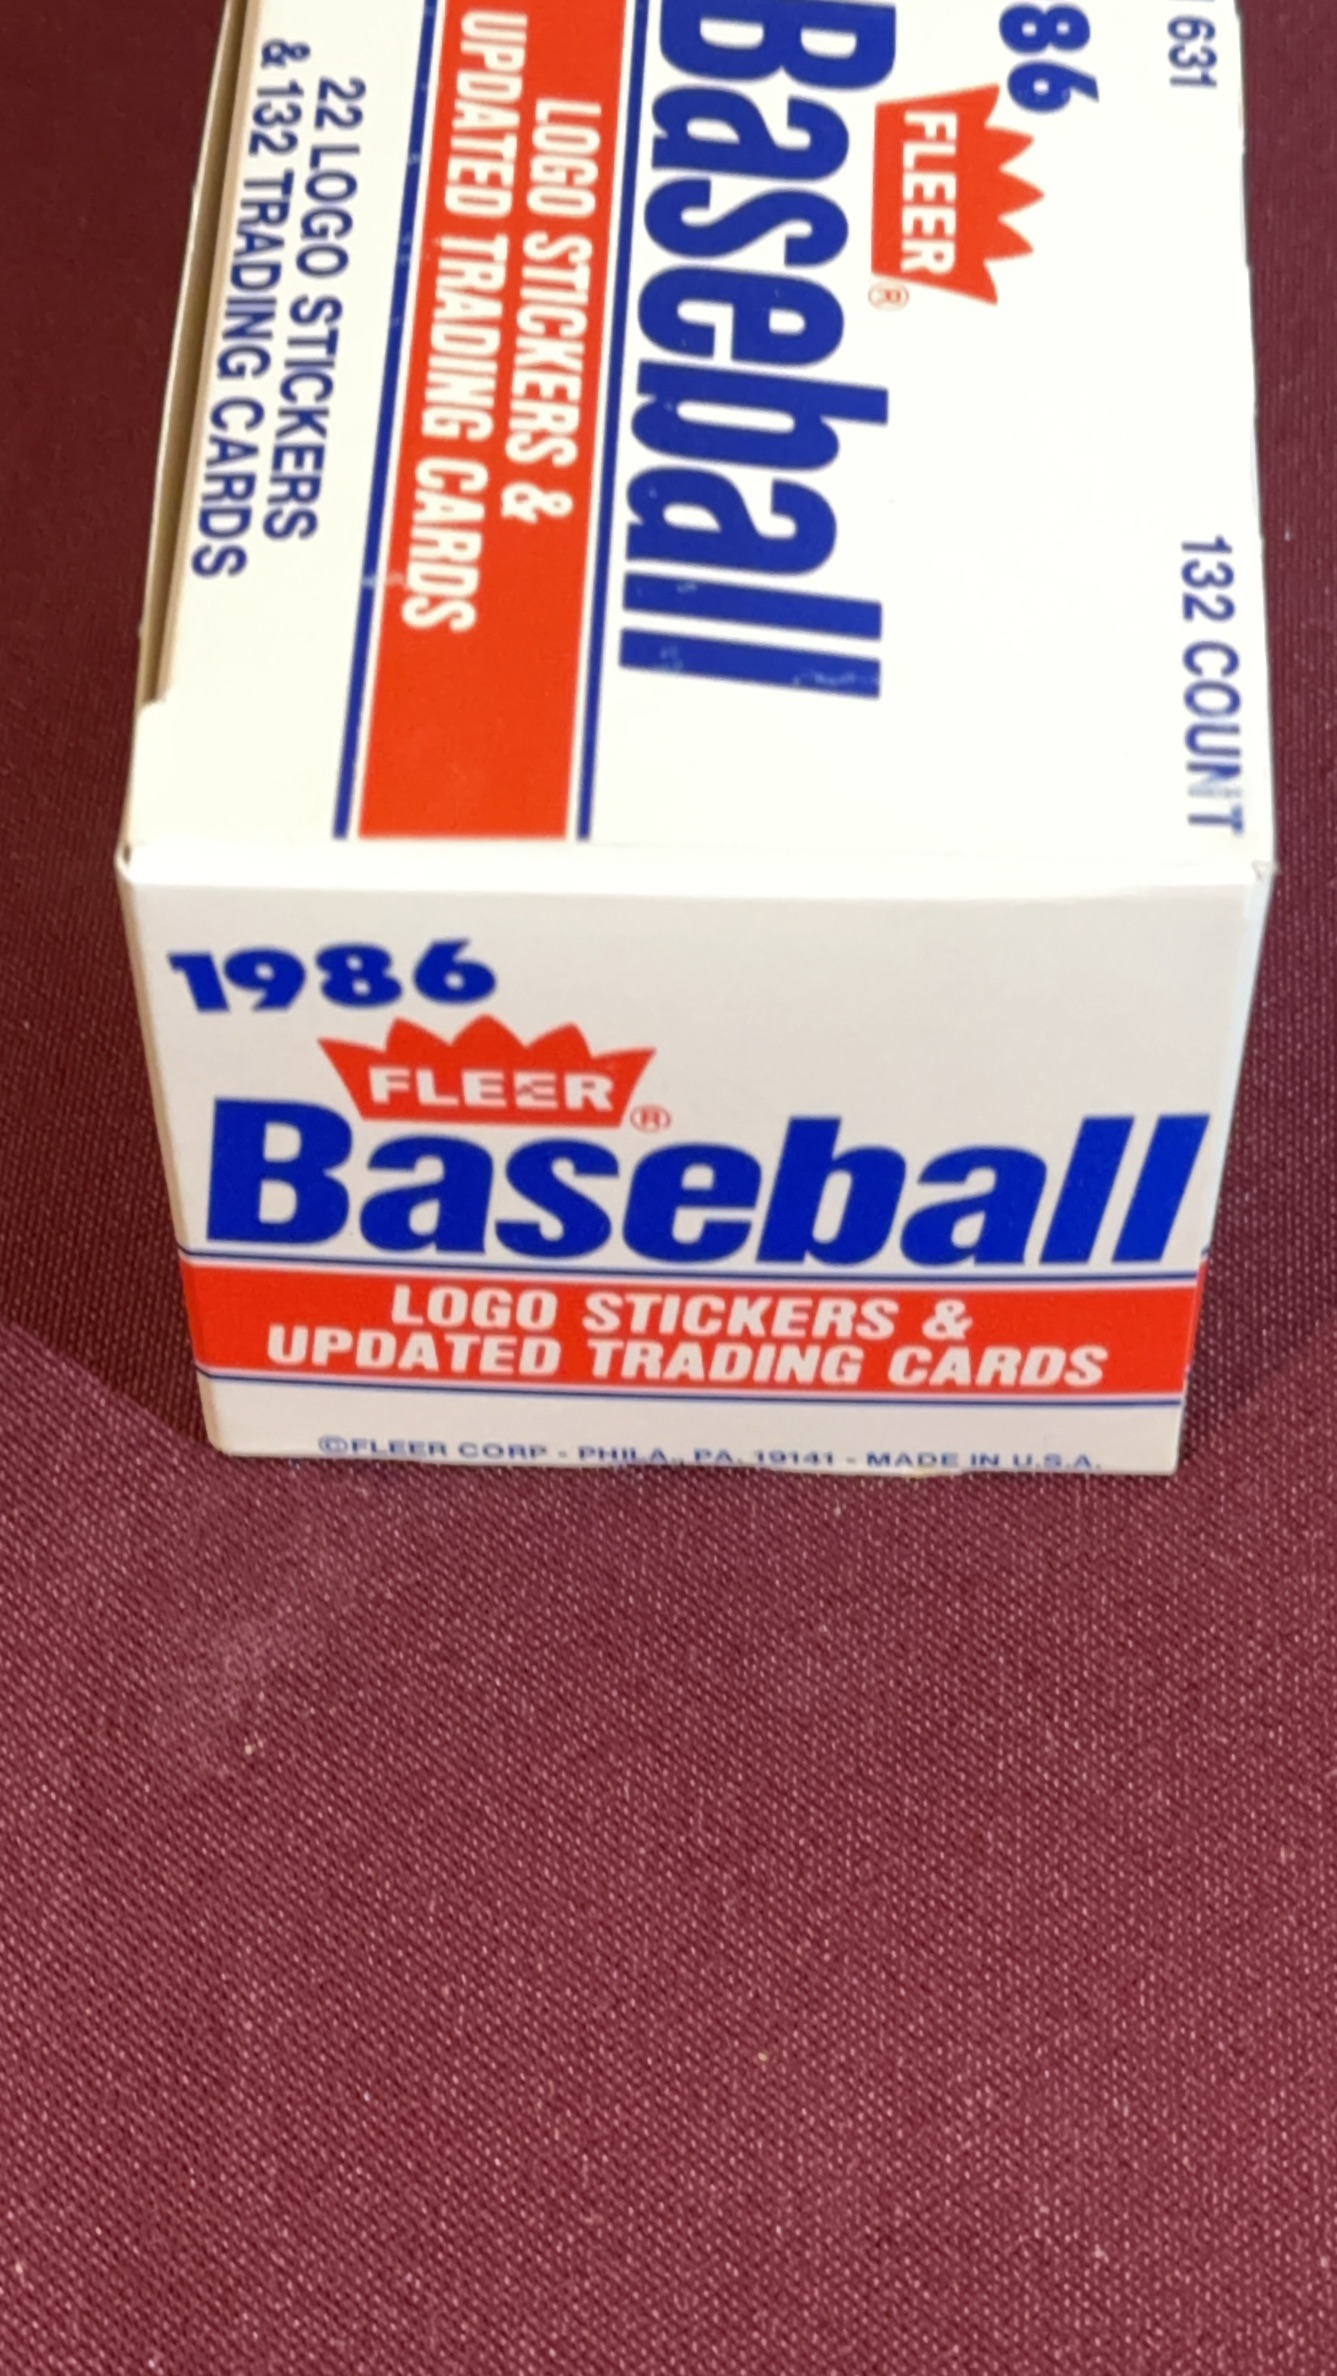 631
132 COUNT
86
FLEER®
Baseball
LOGO STICKERS &
UPDATED TRADING CARDS
22 LOGO STICKERS
& 132 TRADING CARDS
1986
FLEER®
Baseball
LOGO STICKERS &
UPDATED TRADING CARDS
©FLEER CORP - PHILA., PA. 19141 - MADE IN U.S.A.